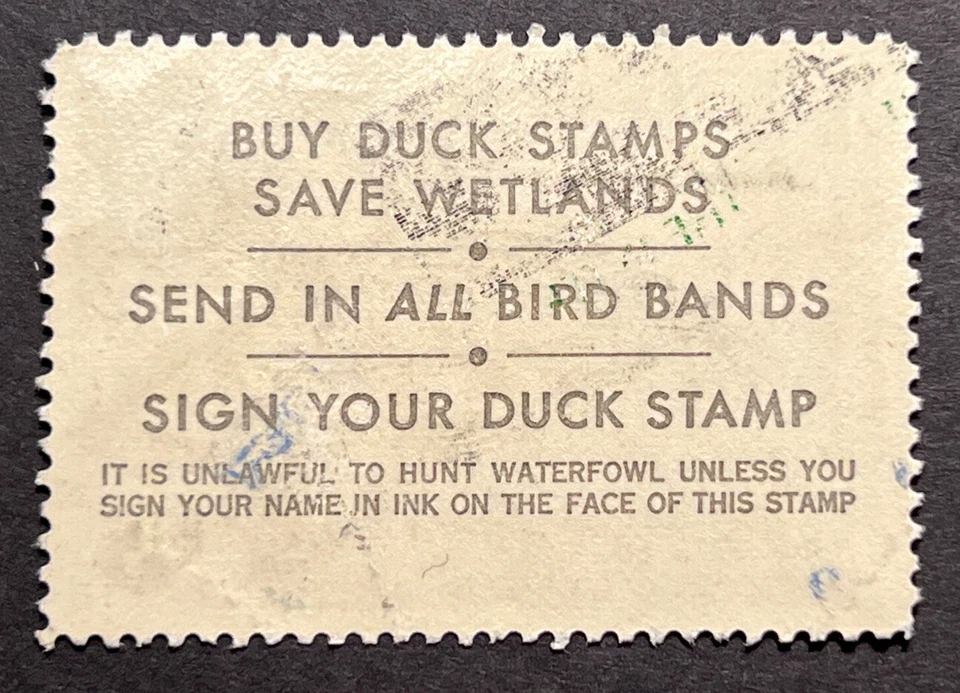 BUY DUCK STAMPS
SAVE WETLANDS
SEND IN ALL BIRD BANDS
SIGN YOUR DUCK STAMP
IT IS UNLAWFUL TO HUNT WATERFOWL UNLESS YOU
SIGN YOUR NAME IN INK ON THE FACE OF THIS STAMP